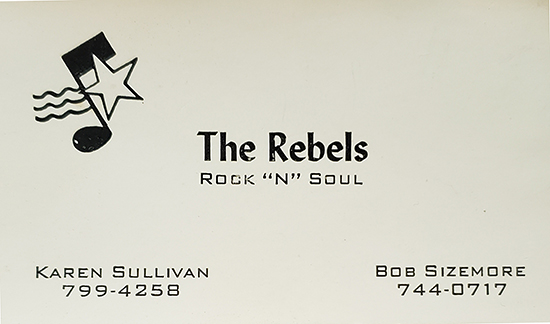 The Rebels
Rock "N" Soul
Karen Sullivan
799-4258
Bob Sizemore
744-0717